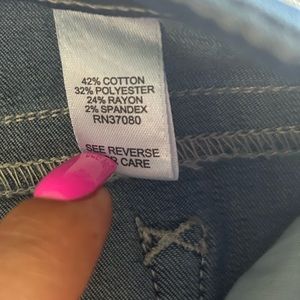 42% COTTON
32% POLYESTER
24% RAYON
2% SPANDEX
RN37080
SEE REVERSE
CARE